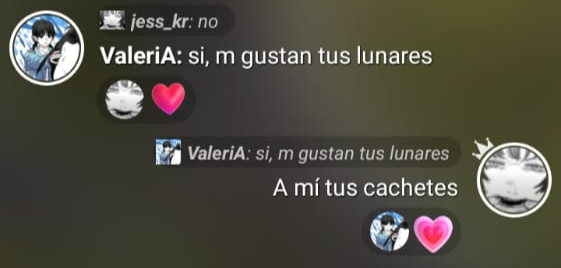 jess_kr: no
ValeriA: si, m gustan tus lunares
ValeriA: si, m gustan tus lunares
A mí tus cachetes